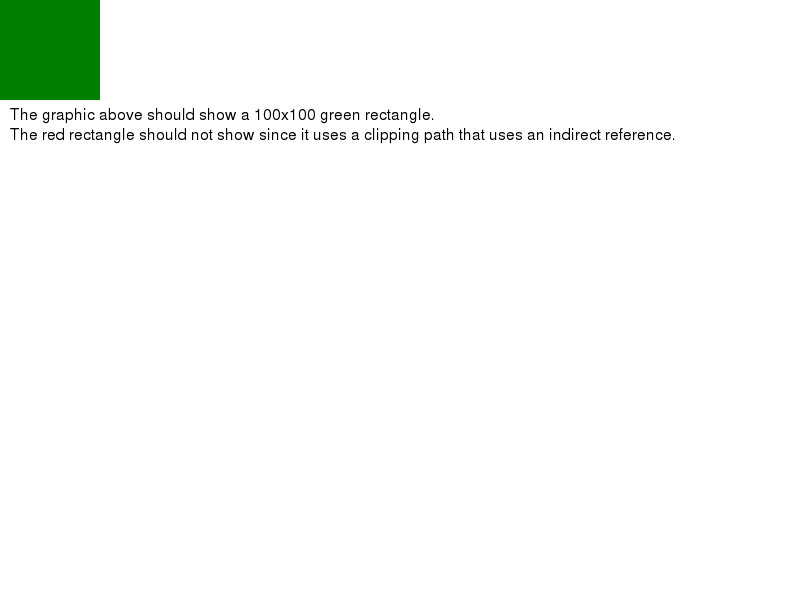 The graphic above should show a 100x100 green rectangle.
The red rectangle should not show since it uses a clipping path that uses an indirect reference.